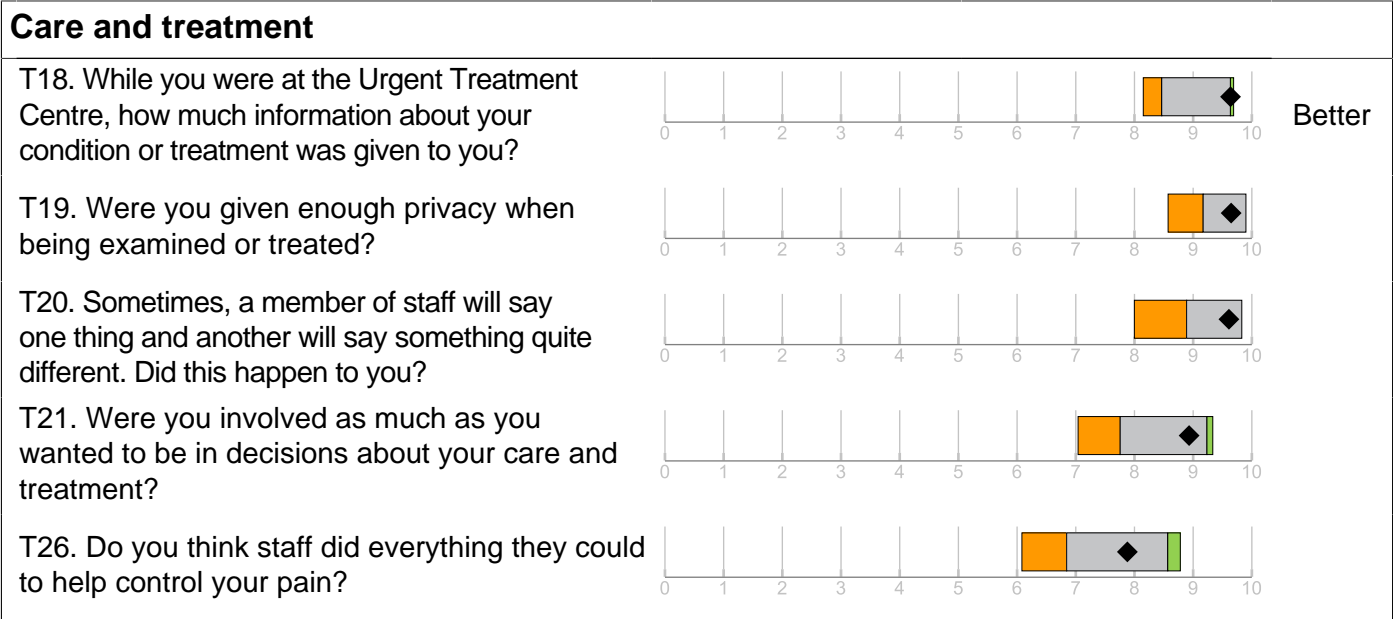 Care and treatment
T18. While you were at the Urgent Treatment
Centre, how much information about your
condition or treatment was given to you?
0 1 2 3 4 5 6 7 8 9 10
Better
T19. Were you given enough privacy when
being examined or treated?
0 1 2 3 4 5 6 7 8 9 10
T20. Sometimes, a member of staff will say
one thing and another will say something quite
different. Did this happen to you?
0 1 2 3 4 5 6 7 8 9 10
T21. Were you involved as much as you
wanted to be in decisions about your care and
treatment?
0 1 2 3 4 5 6 7 8 9 10
T26. Do you think staff did everything they could
to help control your pain?
0 1 2 3 4 5 6 7 8 9 10